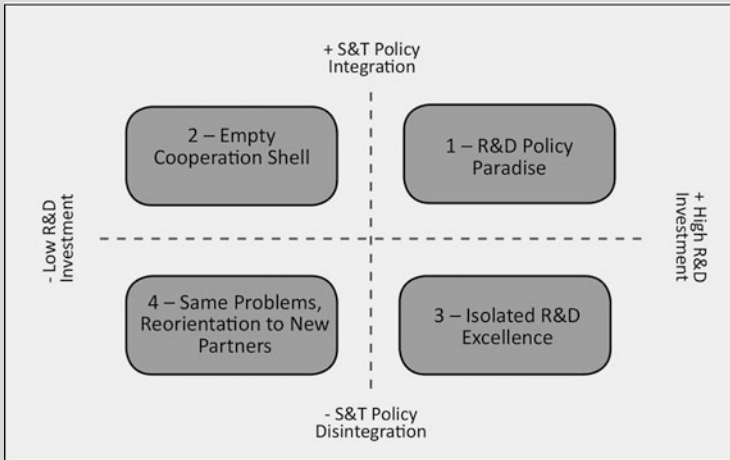 + S&T Policy
Integration
2 – Empty
Cooperation Shell
1 – R&D Policy
Paradise
- Low R&D
Investment
+ High R&D
Investment
4 – Same Problems,
Reorientation to New
Partners
3 – Isolated R&D
Excellence
- S&T Policy
Disintegration